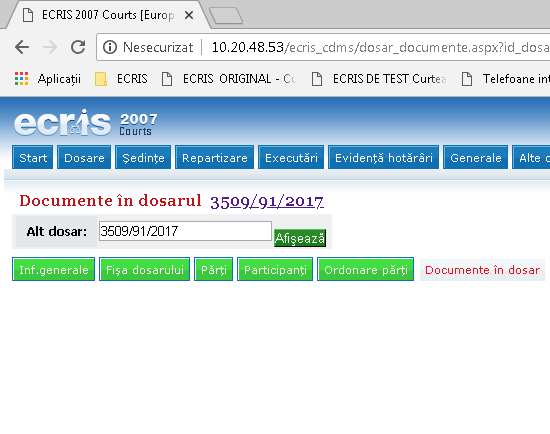 ECRIS 2007 Courts [Europ
Nesecurizat 10.20.48.53/ecris_cdms/dosar_documente.aspx?id_dosa
Aplicații ECRIS ECRIS ORIGINAL - Cu ECRIS DE TEST Curtea Telefoane int
ecris 2007 Courts
Start Dosare Ședințe Repartizare Executări Evidență hotărâri Generale Alte c
Documente în dosarul 3509/91/2017
Alt dosar: 3509/91/2017 Afișează
Inf.generale Fișa dosarului Părți Participanți Ordonare părți Documente în dosar